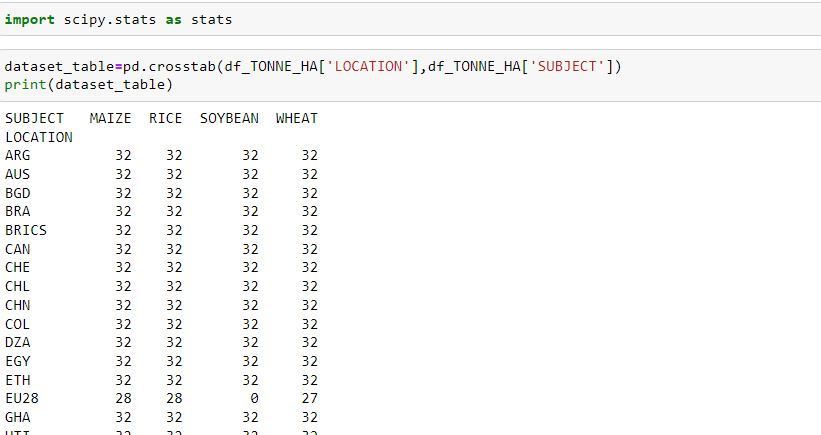 import scipy.stats as stats
dataset_table=pd.crosstab(df_TONNE_HA['LOCATION'],df_TONNE_HA['SUBJECT'])
print(dataset_table)
SUBJECT   MAIZE  RICE  SOYBEAN  WHEAT
LOCATION
ARG          32    32       32     32
AUS          32    32       32     32
BGD          32    32       32     32
BRA          32    32       32     32
BRICS        32    32       32     32
CAN          32    32       32     32
CHE          32    32       32     32
CHL          32    32       32     32
CHN          32    32       32     32
COL          32    32       32     32
DZA          32    32       32     32
EGY          32    32       32     32
ETH          32    32       32     32
EU28         28    28        0     27
GHA          32    32       32     32